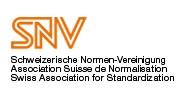 SNV
Schweizerische Normen-Vereinigung
Association Suisse de Normalisation
Swiss Association for Standardization